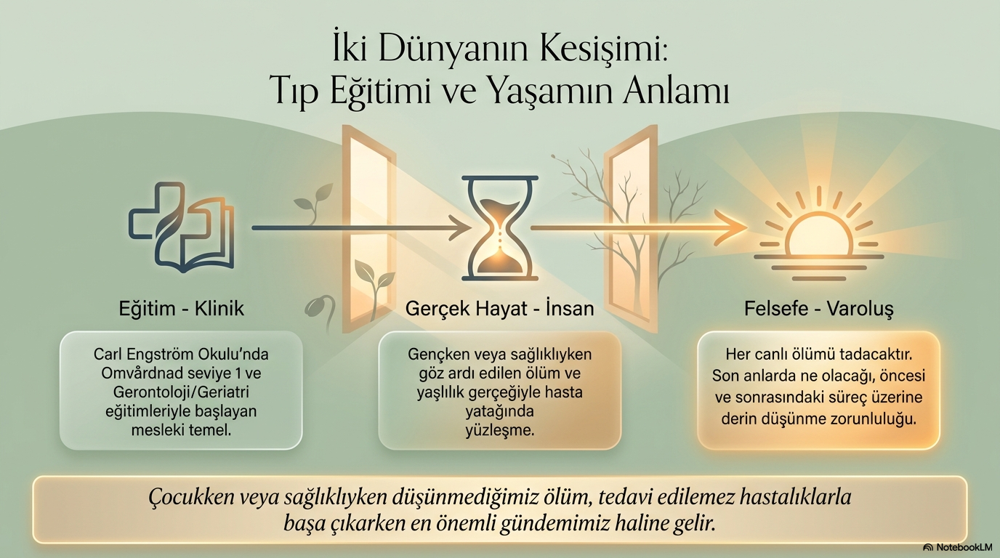 İki Dünyanın Kesişimi:
Tıp Eğitimi ve Yaşamın Anlamı
Eğitim - Klinik
Carl Engström Okulu'nda
Omvårdnad seviye 1 ve
Gerontoloji/Geriatri
eğitimleriyle başlayan
mesleki temel.
Gerçek Hayat - İnsan
Gençken veya sağlıklıyken
göz ardı edilen ölüm ve
yaşlılık gerçeğiyle hasta
yatağında
yüzleşme.
Felsefe - Varoluş
Her canlı ölümü tadacaktır.
Son anlarda ne olacağı, öncesi
ve sonrasındaki süreç üzerine
derin düşünme zorunluluğu.
Çocukken veya sağlıklıyken düşünmediğimiz ölüm, tedavi edilemez hastalıklarla
başa çıkarken en önemli gündemimiz haline gelir.
NotebookLM